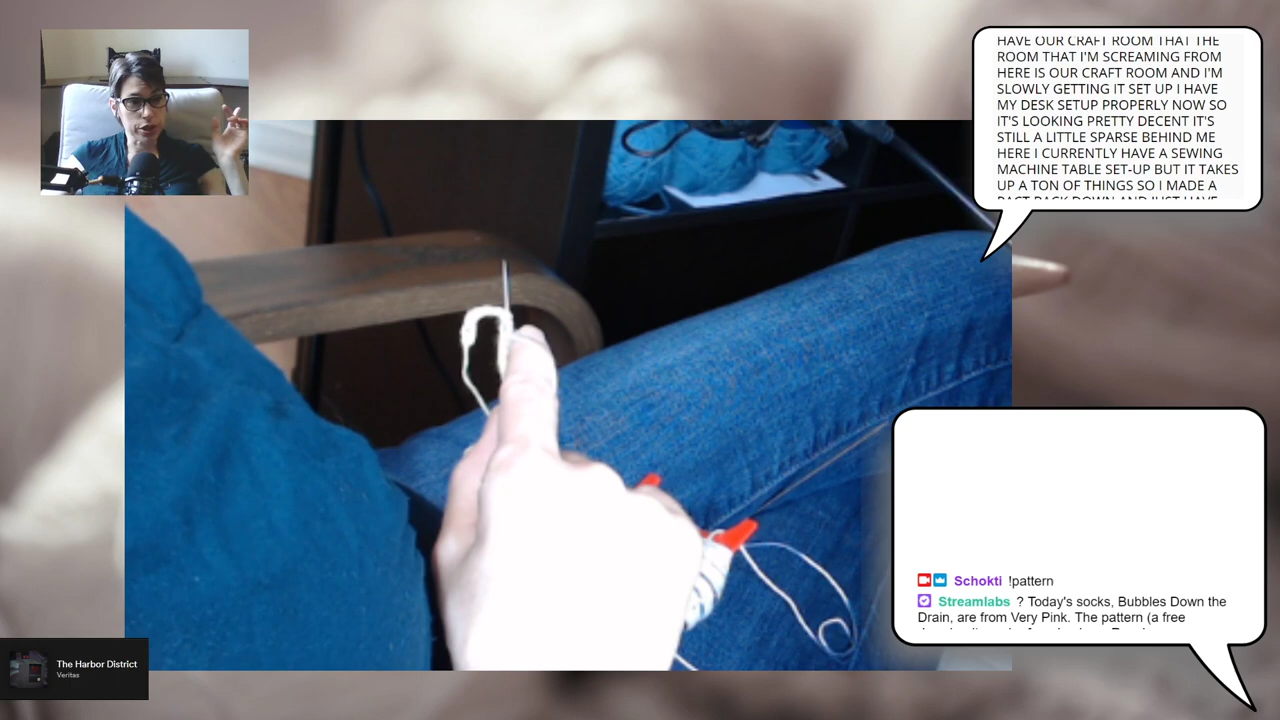 HAVE OUR CRAFT ROOM THAT THE
ROOM THAT I'M SCREAMING FROM
HERE IS OUR CRAFT ROOM AND I'M
SLOWLY GETTING IT SET UP I HAVE
MY DESK SETUP PROPERLY NOW SO
IT'S LOOKING PRETTY DECENT IT'S
STILL A LITTLE SPARSE BEHIND ME
HERE I CURRENTLY HAVE A SEWING
MACHINE TABLE SET-UP BUT IT TAKES
UP A TON OF THINGS SO I MADE A
Schokti !pattern
Streamlabs ? Today's socks, Bubbles Down the
Drain, are from Very Pink. The pattern (a free
The Harbor District
Veritas